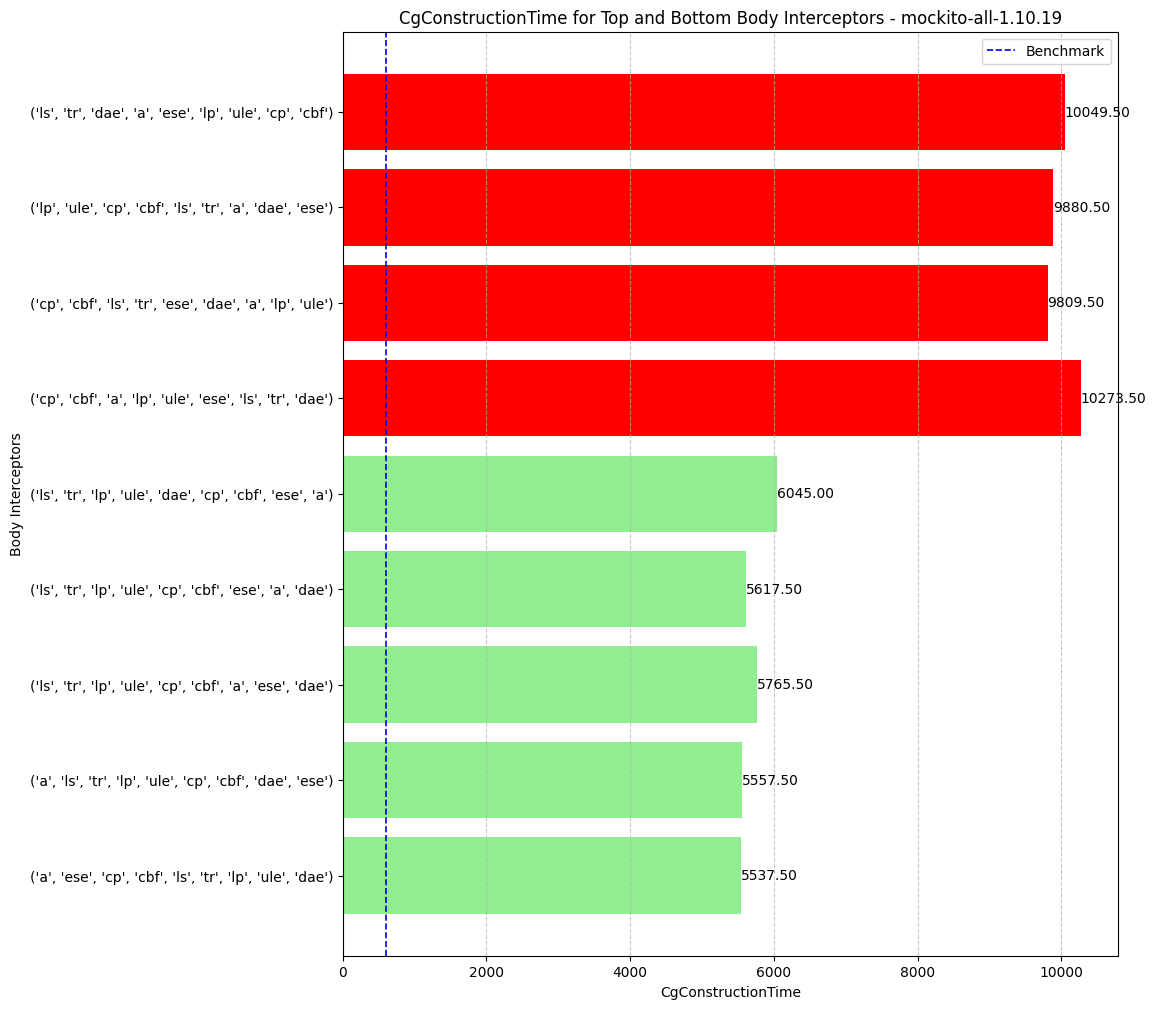 CgConstructionTime for Top and Bottom Body Interceptors - mockito-all-1.10.19
Benchmark
('ls', 'tr', 'dae', 'a', 'ese', 'lp', 'ule', 'cp', 'cbf')
10049.50
('lp', 'ule', 'cp', 'cbf', 'ls', 'tr', 'a', 'dae', 'ese')
9880.50
('cp', 'cbf', 'ls', 'tr', 'ese', 'dae', 'a', 'lp', 'ule')
9809.50
('cp', 'cbf', 'a', 'lp', 'ule', 'ese', 'ls', 'tr', 'dae')
10273.50
('ls', 'tr', 'lp', 'ule', 'dae', 'cp', 'cbf', 'ese', 'a')
6045.00
('ls', 'tr', 'lp', 'ule', 'cp', 'cbf', 'ese', 'a', 'dae')
5617.50
('ls', 'tr', 'lp', 'ule', 'cp', 'cbf', 'a', 'ese', 'dae')
5765.50
('a', 'ls', 'tr', 'lp', 'ule', 'cp', 'cbf', 'dae', 'ese')
5557.50
('a', 'ese', 'cp', 'cbf', 'ls', 'tr', 'lp', 'ule', 'dae')
5537.50
Body Interceptors
0 2000 4000 6000 8000 10000
CgConstructionTime